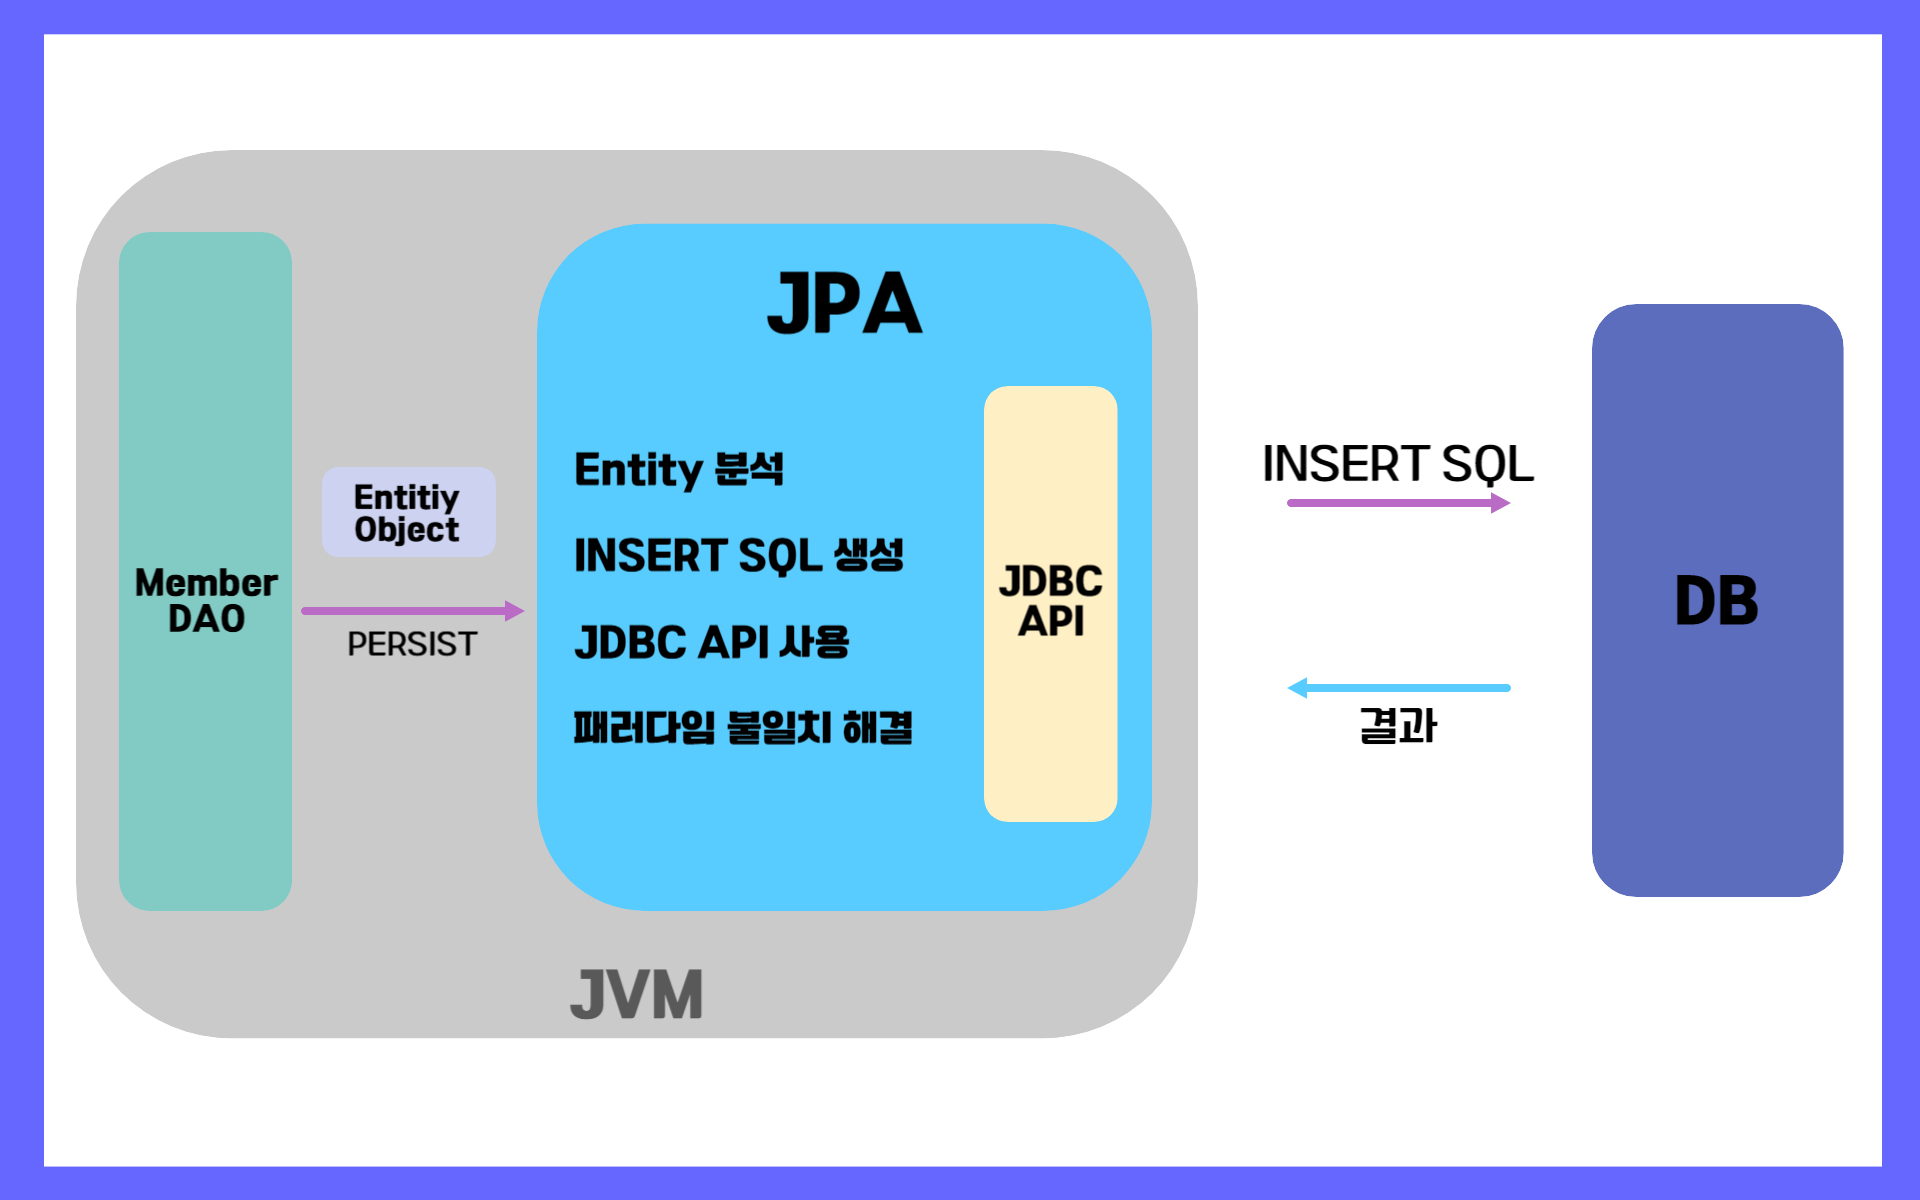 JPA
Entity 분석
INSERT SQL 생성
JDBC API 사용
패러다임 불일치 해결
JDBC
API
Entitiy
Object
PERSIST
Member
DAO
JVM
INSERT SQL
결과
DB